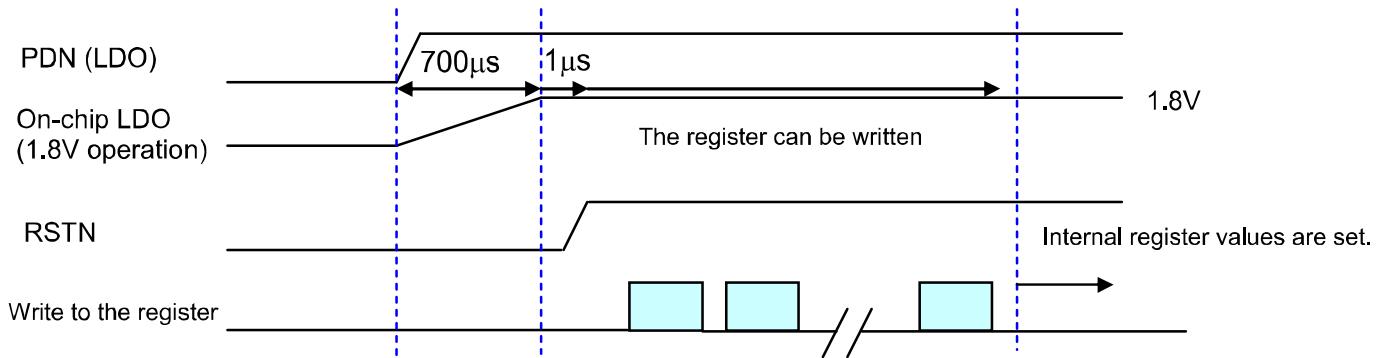 PDN (LDO)
700μs
1μs
On-chip LDO
(1.8V operation)
1.8V
The register can be written
RSTN
Internal register values are set.
Write to the register